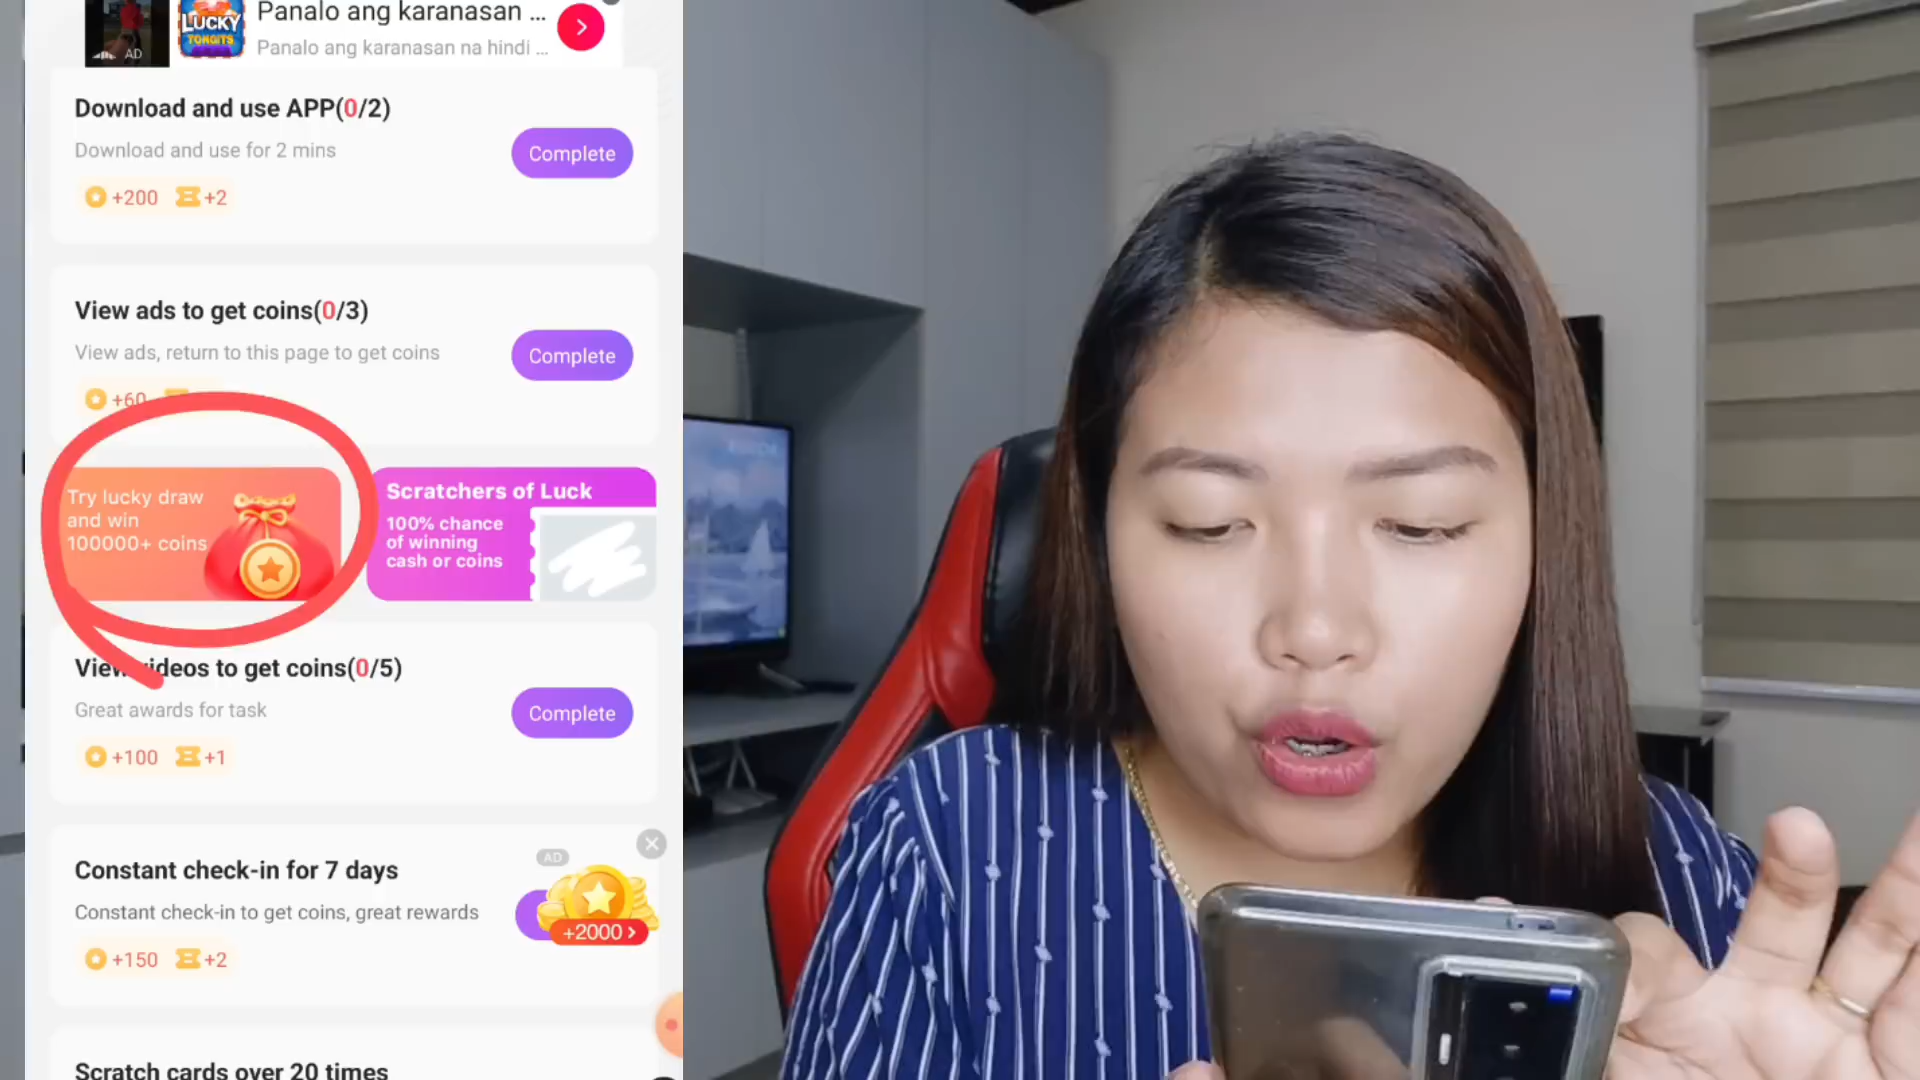 Panalo ang karanasan ...
Panalo ang karanasan na hindi ...
AD
LUCKY
TONGITS
Download and use APP(0/2)
Download and use for 2 mins
Complete
+200 +2
View ads to get coins(0/3)
View ads, return to this page to get coins
Complete
+60
Try lucky draw
and win
100000+ coins
Scratchers of Luck
100% chance
of winning
cash or coins
View videos to get coins(0/5)
Great awards for task
Complete
+100 +1
Constant check-in for 7 days
Constant check-in to get coins, great rewards
AD
+2000 >
+150 +2
Scratch cards over 20 times